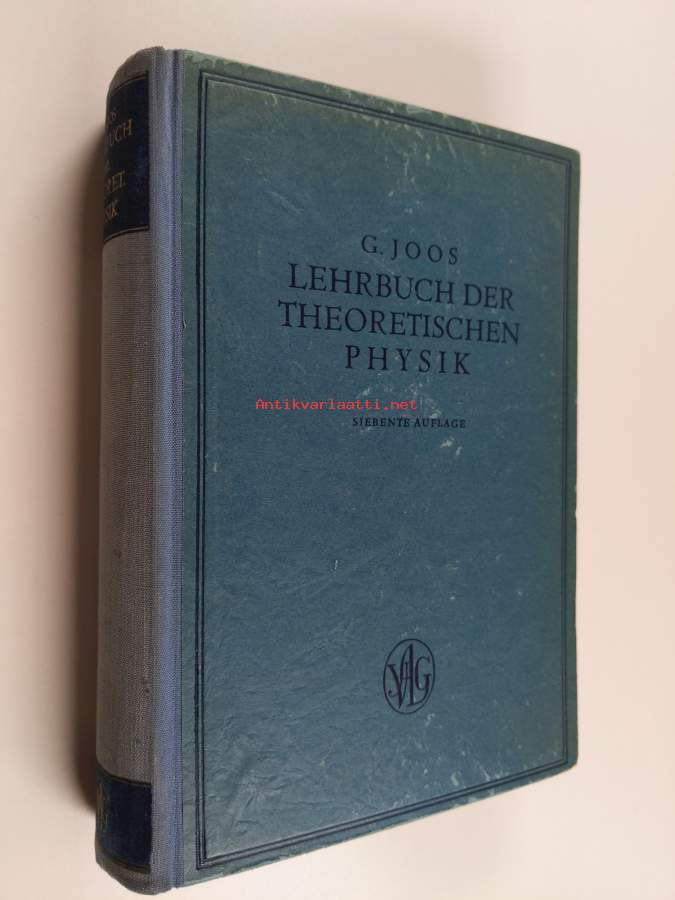 G. JOOS
LEHRBUCH DER
THEORETISCHEN
PHYSIK
Antikvariaatti.net
SIEBENTE AUFLAGE
VAG